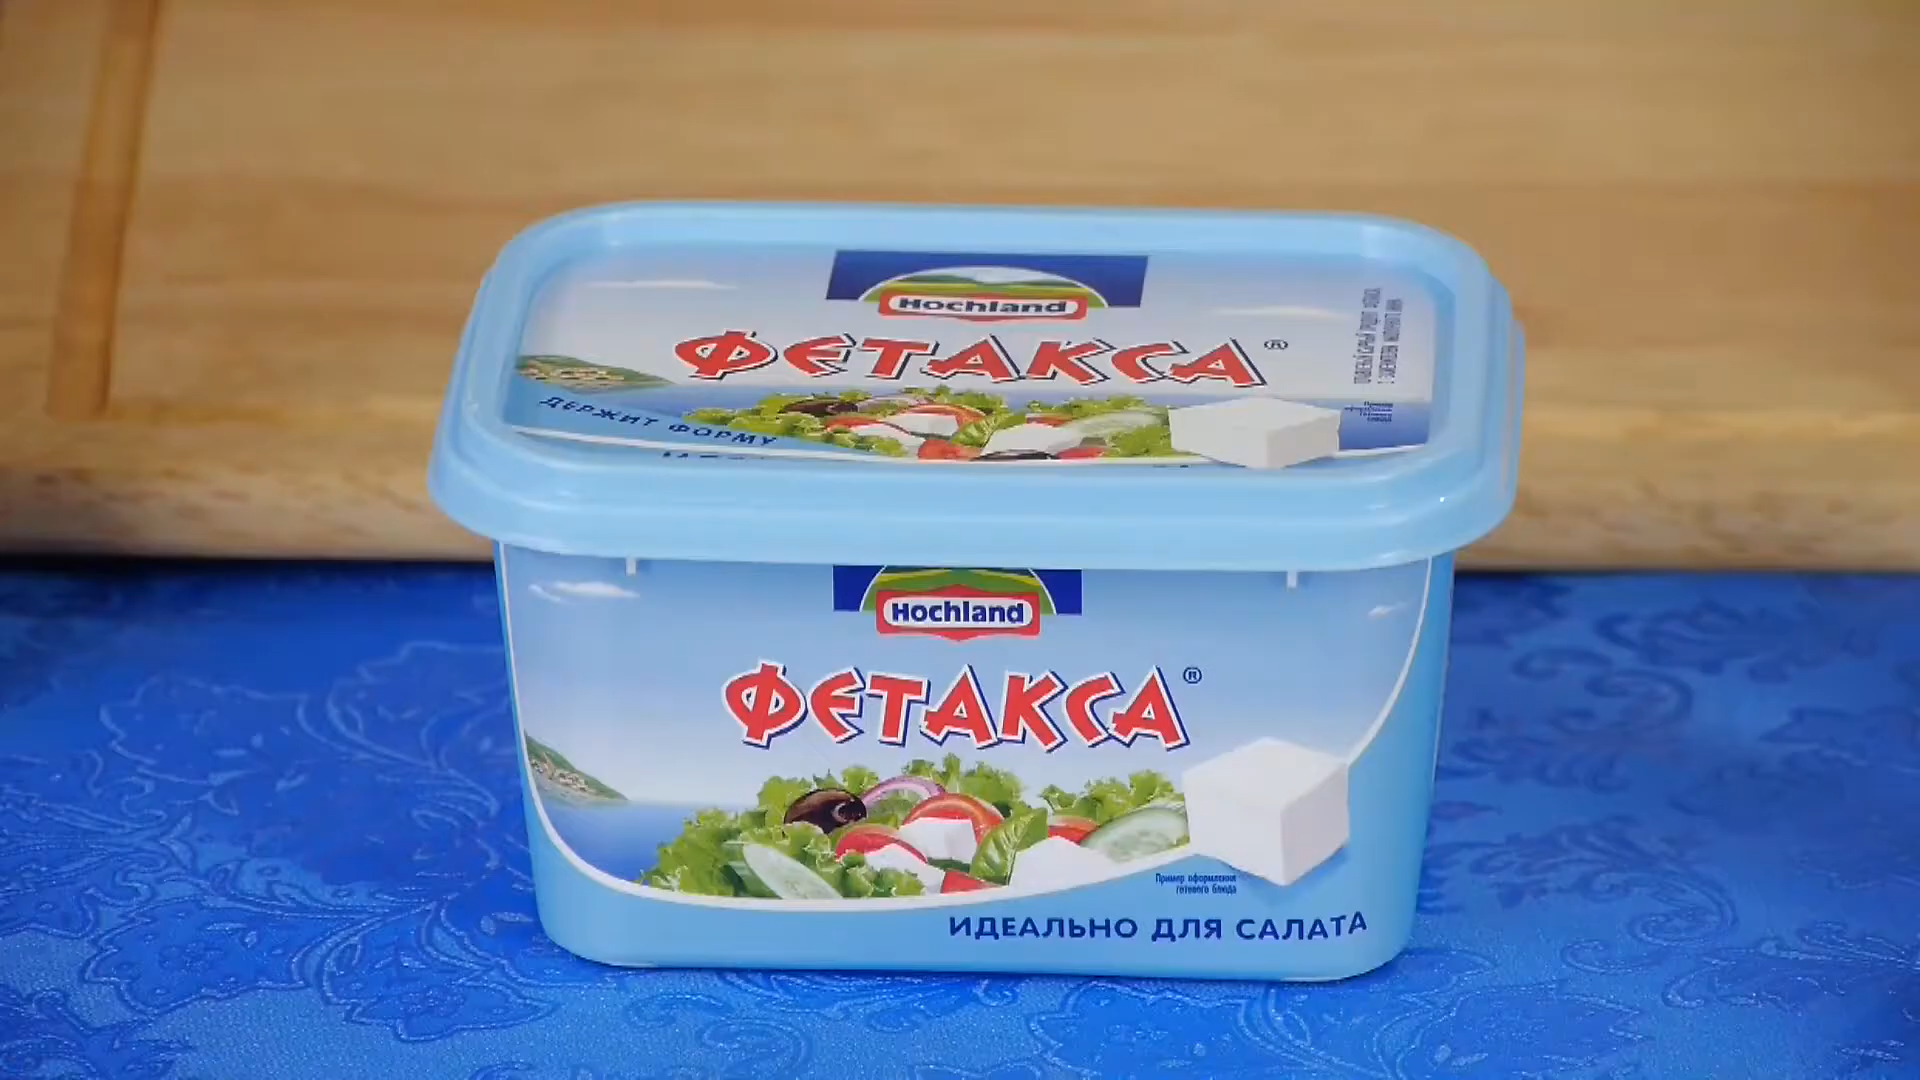 Hochland
ФЕТАКСА®
ДЕРЖИТ ФОРМУ
Hochland
ФЕТАКСА®
Пример оформления
готового блюда
ИДЕАЛЬНО ДЛЯ САЛАТА